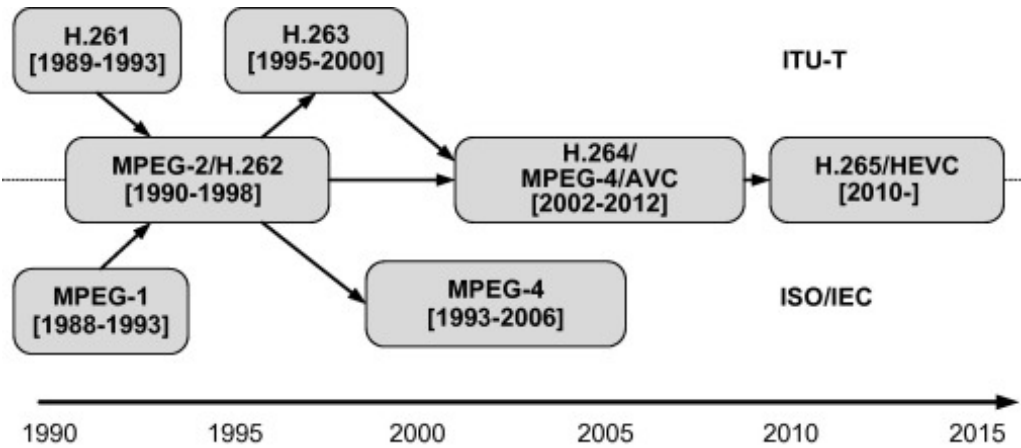 H.261
[1989-1993]
H.263
[1995-2000]
ITU-T
MPEG-2/H.262
[1990-1998]
H.264/
MPEG-4/AVC
[2002-2012]
H.265/HEVC
[2010-]
MPEG-1
[1988-1993]
MPEG-4
[1993-2006]
ISO/IEC
1990 1995 2000 2005 2010 2015